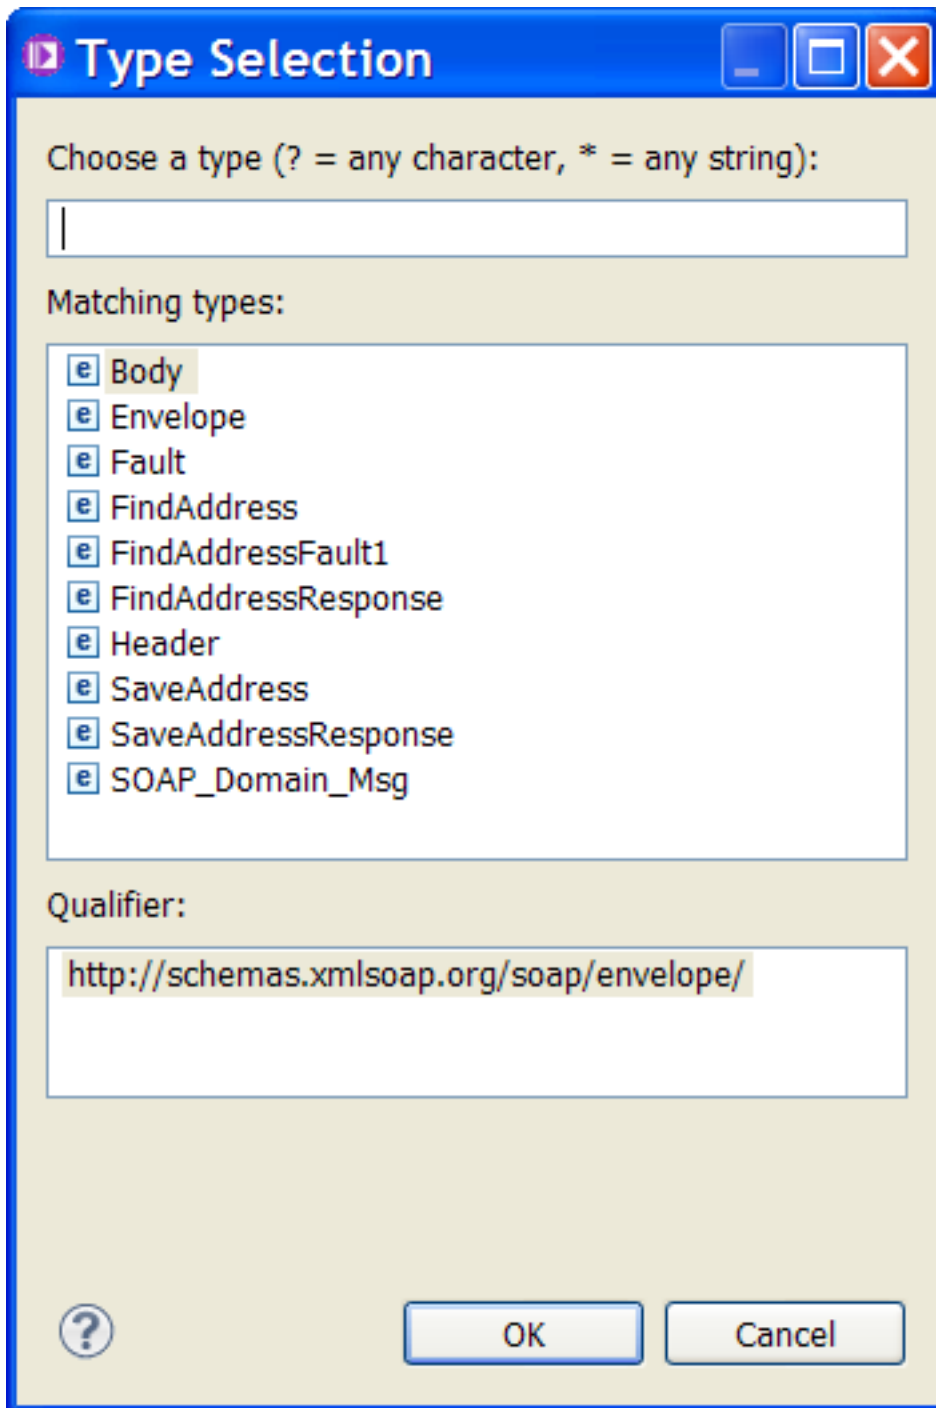 Type Selection
Choose a type (? = any character, * = any string):
Matching types:
Body
Envelope
Fault
FindAddress
FindAddressFault1
FindAddressResponse
Header
SaveAddress
SaveAddressResponse
SOAP_Domain_Msg
Qualifier:
http://schemas.xmlsoap.org/soap/envelope/
OK Cancel